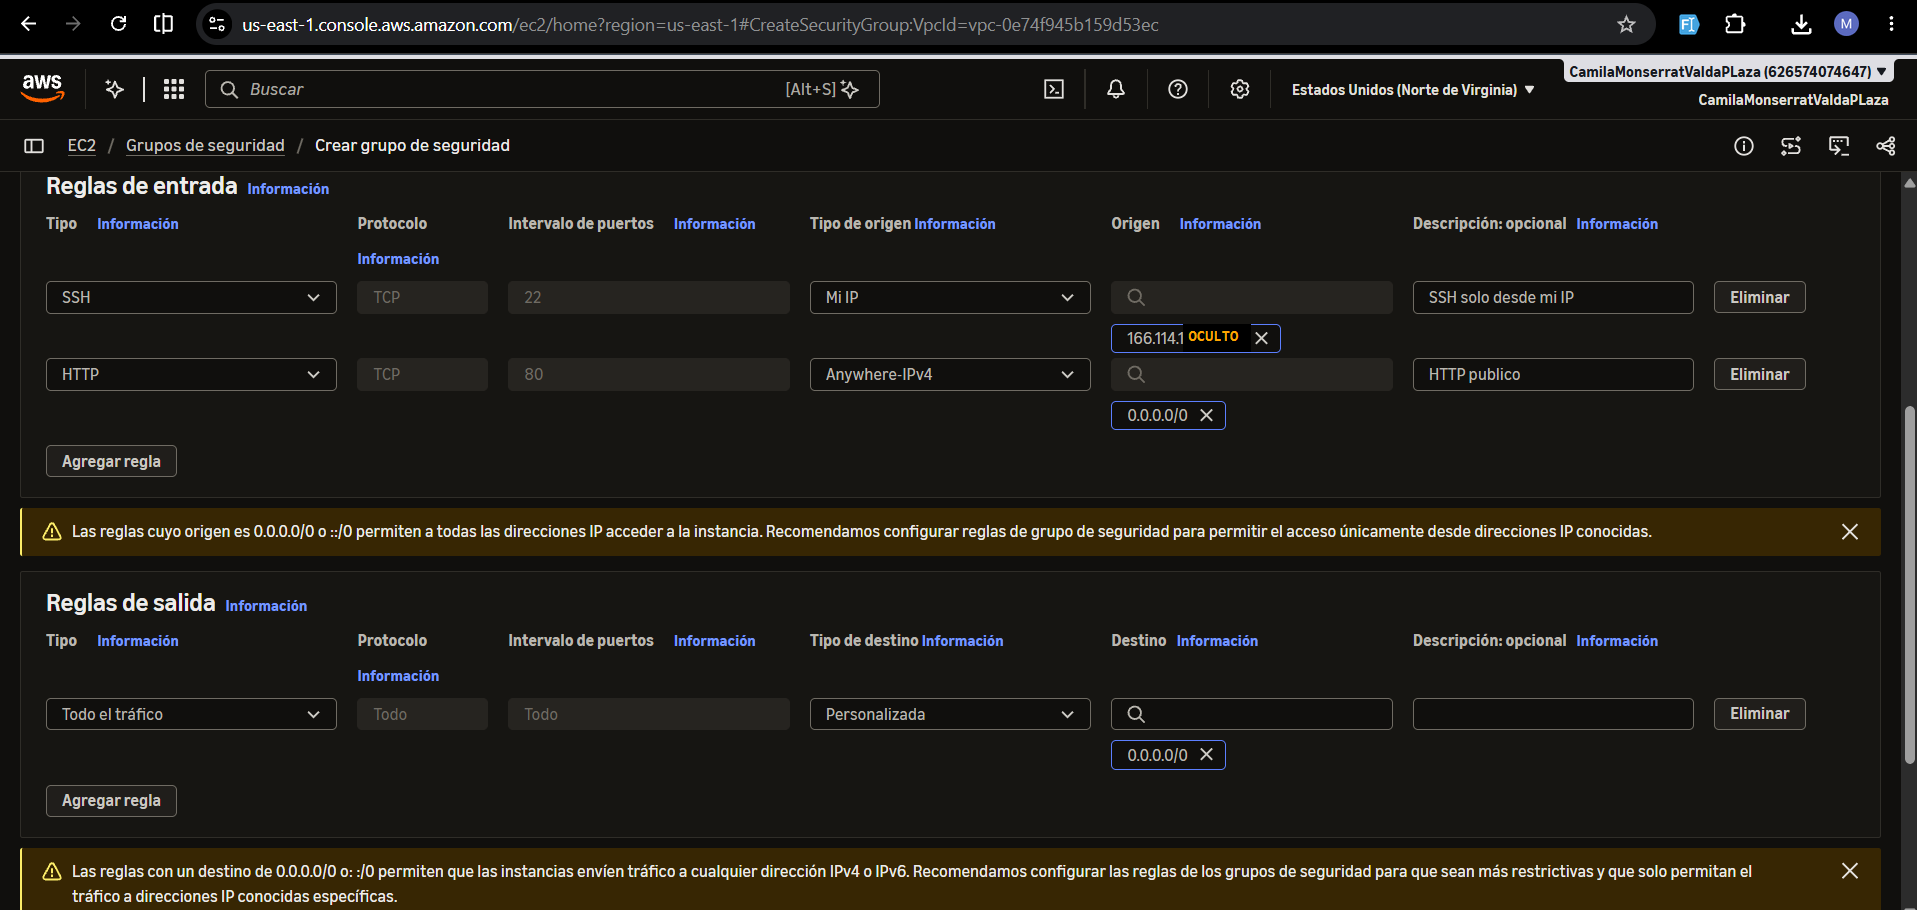 us-east-1.console.aws.amazon.com/ec2/home?region=us-east-1#CreateSecurityGroup:VpcId=vpc-0e74f945b159d53ec
M
aws
Buscar
[Alt+S]
Estados Unidos (Norte de Virginia)
CamilaMonserratValdaPLaza (626574074647)
CamilaMonserratValdaPLaza
EC2 / Grupos de seguridad / Crear grupo de seguridad
Reglas de entrada Información
Tipo Información Protocolo Intervalo de puertos Información Tipo de origen Información Origen Información Descripción: opcional Información
Información
SSH TCP 22 Mi IP SSH solo desde mi IP Eliminar
166.114.1 OCULTO
HTTP TCP 80 Anywhere-IPv4 HTTP publico Eliminar
0.0.0.0/0
Agregar regla
Las reglas cuyo origen es 0.0.0.0/0 o ::/0 permiten a todas las direcciones IP acceder a la instancia. Recomendamos configurar reglas de grupo de seguridad para permitir el acceso únicamente desde direcciones IP conocidas.
Reglas de salida Información
Tipo Información Protocolo Intervalo de puertos Información Tipo de destino Información Destino Información Descripción: opcional Información
Información
Todo el tráfico Todo Todo Personalizada Eliminar
0.0.0.0/0
Agregar regla
Las reglas con un destino de 0.0.0.0/0 o: :/0 permiten que las instancias envíen tráfico a cualquier dirección IPv4 o IPv6. Recomendamos configurar las reglas de los grupos de seguridad para que sean más restrictivas y que solo permitan el
tráfico a direcciones IP conocidas específicas.